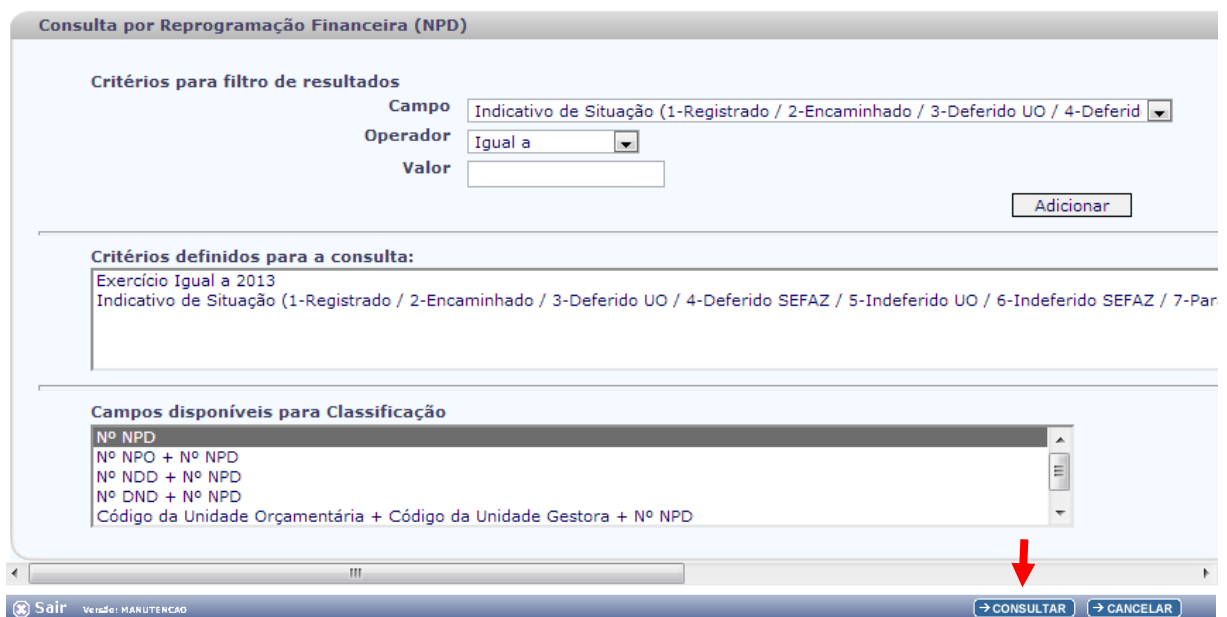 Consulta por Reprogramação Financeira (NPD)
Critérios para filtro de resultados
Campo Indicativo de Situação (1-Registrado / 2-Encaminhado / 3-Deferido UO / 4-Deferid
Operador Igual a
Valor
Adicionar
Critérios definidos para a consulta:
Exercício Igual a 2013
Indicativo de Situação (1-Registrado / 2-Encaminhado / 3-Deferido UO / 4-Deferido SEFAZ / 5-Indeferido UO / 6-Indeferido SEFAZ / 7-Par
Campos disponíveis para Classificação
Nº NPD
Nº NPO + Nº NPD
Nº NDD + Nº NPD
Nº DND + Nº NPD
Código da Unidade Orçamentária + Código da Unidade Gestora + Nº NPD
Sair Versão: MANUTENCAO CONSULTAR CANCELAR